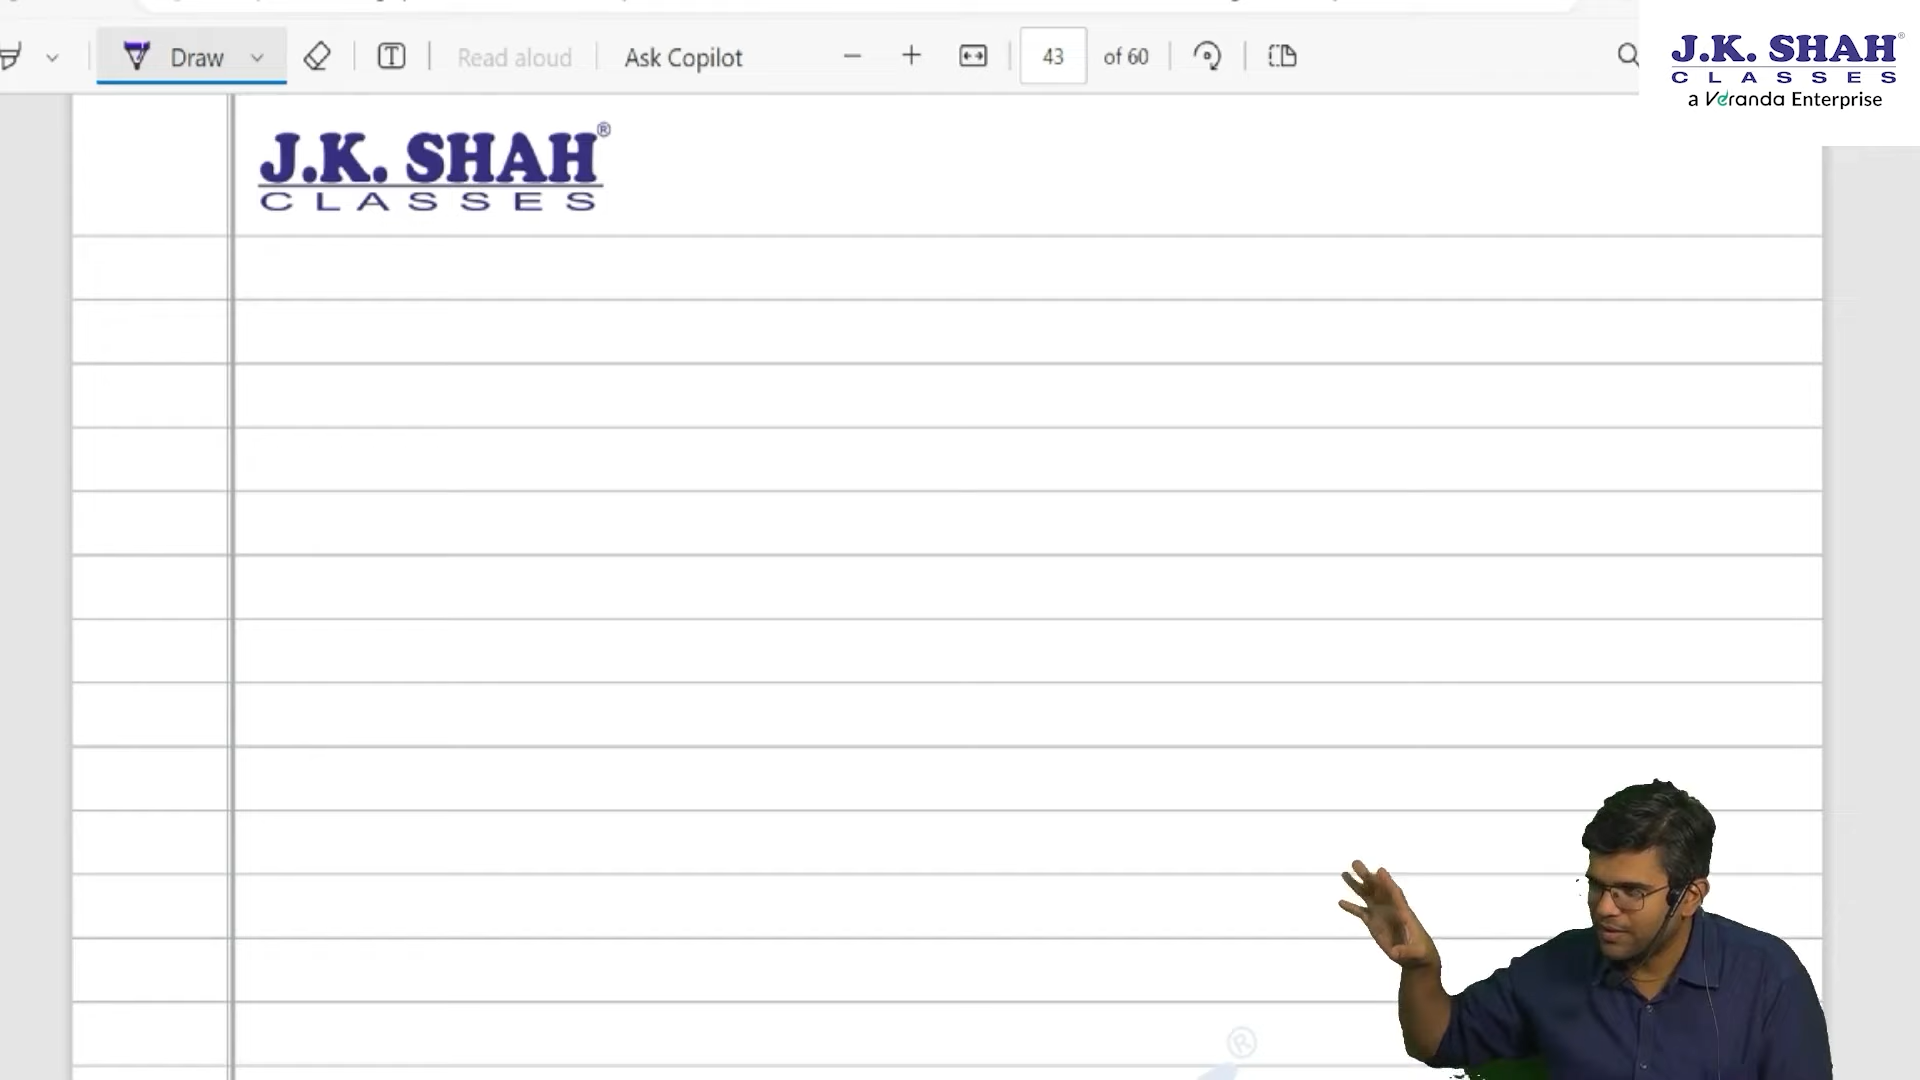 Draw
Read aloud
Ask Copilot
43 of 60
J.K. SHAH®
CLASSES
a Veranda Enterprise
J.K. SHAH®
CLASSES
®